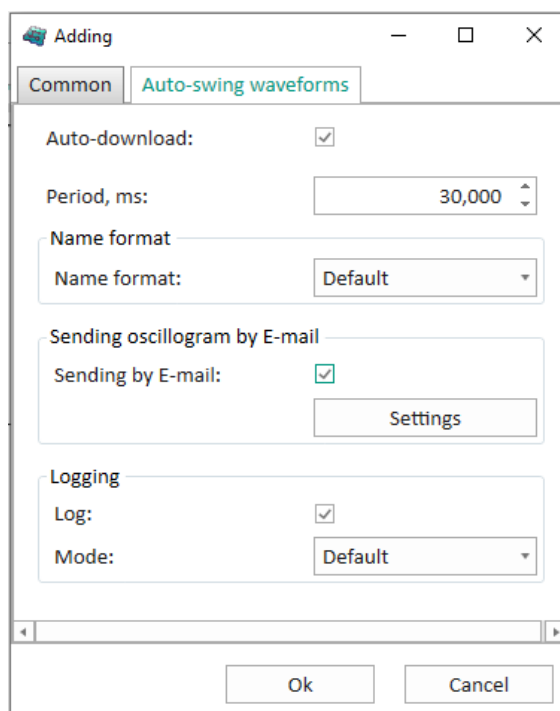 Adding
Common Auto-swing waveforms
Auto-download:
Period, ms: 30,000
Name format
Name format: Default
Sending oscillogram by E-mail
Sending by E-mail:
Settings
Logging
Log:
Mode: Default
Ok Cancel